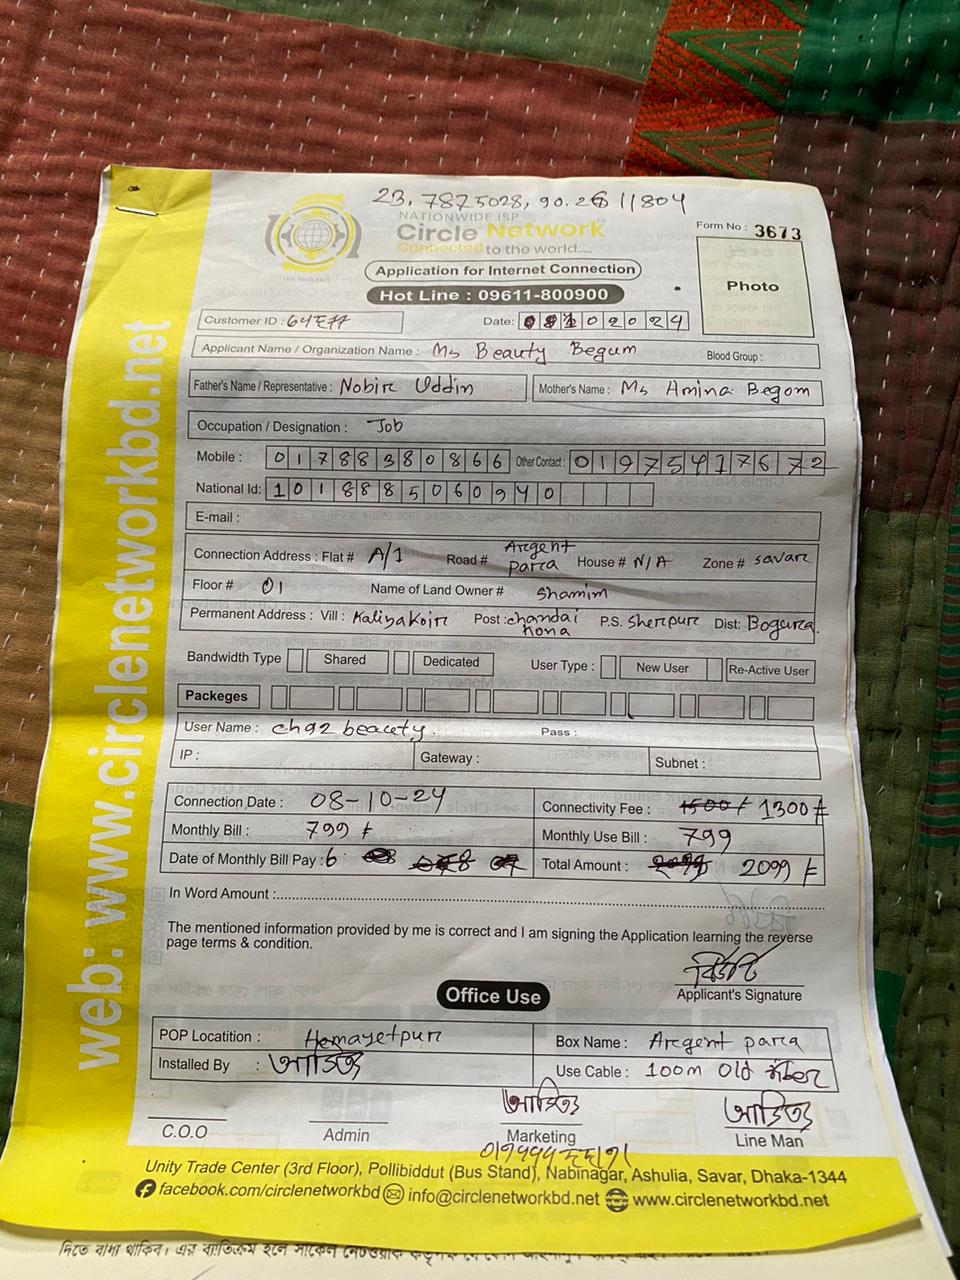 23.7875028, 90.2611804
NATIONWIDE ISP
Circle Network
Connected to the world.....
Form No : 3673
Application for Internet Connection
Photo
Hot Line : 09611-800900
Customer ID :
Date: 08102024
Applicant Name / Organization Name : Ms Beauty Begum Blood Group :
Father's Name / Representative : Nobir Uddin Mother's Name : Ms Amina Begom
Occupation / Designation : Job
Mobile : 01788380866 Other Contact : 01975417672
National Id: 1018885060940
E-mail :
Connection Address : Flat # A/1 Road # Argent para House # N/A Zone # savar
Floor # 01 Name of Land Owner # Shamim
Permanent Address : Vill : Kaliyakoir Post : chandai kona P.S. Sherpur Dist: Bogura.
Bandwidth Type Shared Dedicated User Type : New User Re-Active User
Packeges
User Name : chq2 beauty. Pass :
IP : Gateway : Subnet :
Connection Date : 08-10-24 Connectivity Fee : 1500 1300
Monthly Bill : 799 Monthly Use Bill : 799
Date of Monthly Bill Pay : 6 Total Amount : 2099
In Word Amount :
The mentioned information provided by me is correct and I am signing the Application learning the reverse
page terms & condition.
বিউটি
Applicant's Signature
Office Use
POP Locatition : Hemayetpur Box Name : Argent para
Installed By : Use Cable : 100m Old
C.O.O Admin Marketing Line Man
Unity Trade Center (3rd Floor), Pollibiddut (Bus Stand), Nabinagar, Ashulia, Savar, Dhaka-1344
facebook.com/circlenetworkbd info@circlenetworkbd.net www.circlenetworkbd.net
web: www.circlenetworkbd.net